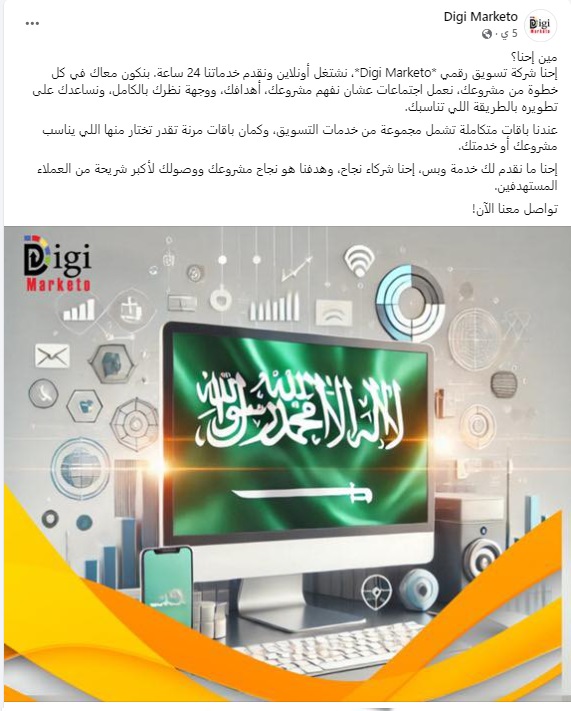 Digi Marketo
5 ي ·
مين إحنا؟
إحنا شركة تسويق رقمي *Digi Marketo*، نشتغل أونلاين ونقدم خدماتنا 24 ساعة. بنكون معاك في كل
خطوة من مشروعك، نعمل اجتماعات عشان نفهم مشروعك، أهدافك، ووجهة نظرك بالكامل، ونساعدك على
تطويره بالطريقة اللي تناسبك.
عندنا باقات متكاملة تشمل مجموعة من خدمات التسويق، وكمان باقات مرنة تقدر تختار منها اللي يناسب
مشروعك أو خدمتك.
إحنا ما نقدم لك خدمة وبس، إحنا شركاء نجاح، وهدفنا هو نجاح مشروعك ووصولك لأكبر شريحة من العملاء
المستهدفين.
تواصل معنا الآن!
Digi
Marketo
لا إله إلا الله محمد رسول الله